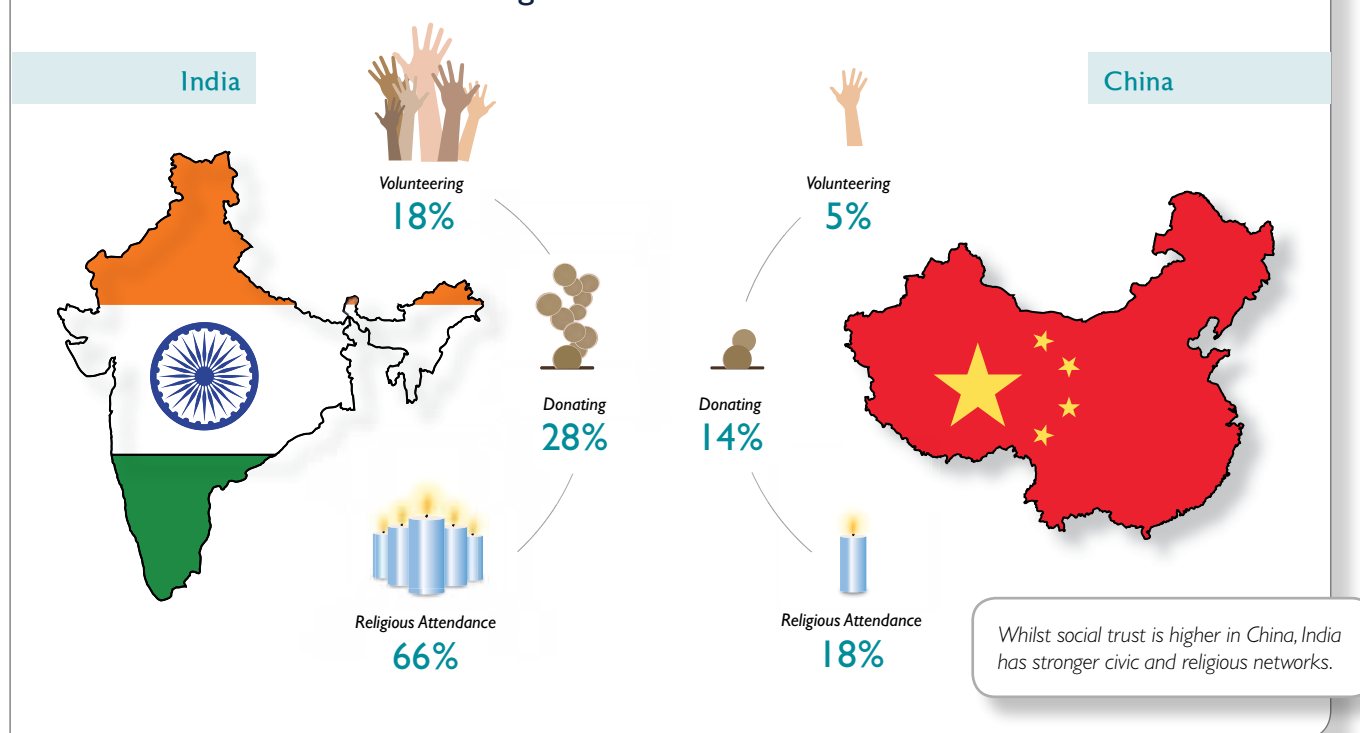 India
China
Volunteering
18%
Volunteering
5%
Donating
28%
Donating
14%
Religious Attendance
66%
Religious Attendance
18%
Whilst social trust is higher in China, India
has stronger civic and religious networks.